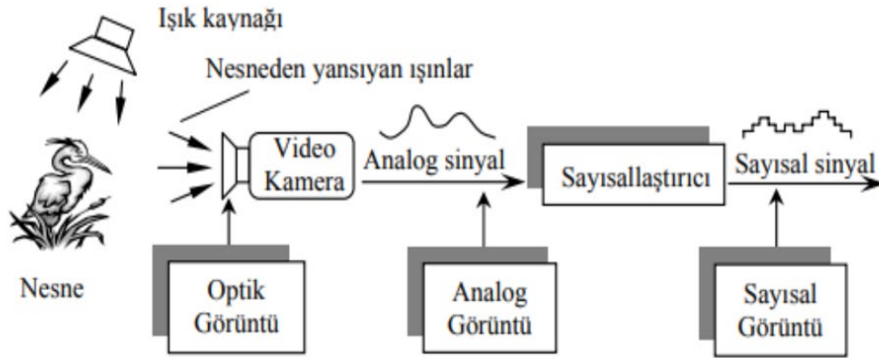 Işık kaynağı
Nesneden yansıyan ışınlar
Video
Kamera
Analog sinyal
Sayısallaştırıcı
Sayısal sinyal
Nesne
Optik
Görüntü
Analog
Görüntü
Sayısal
Görüntü